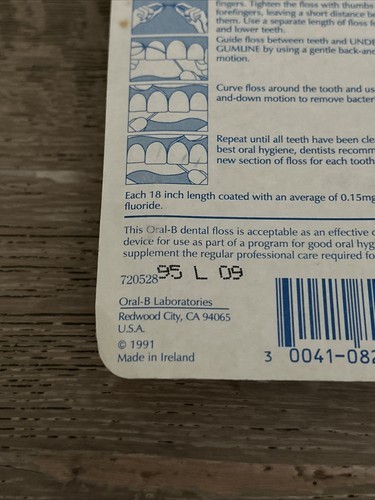 fingers. Tighten the floss with thumbs
forefingers, leaving a short distance be
them. Use a separate length of floss f
and lower teeth.
Guide floss between teeth and UND
GUMLINE by using a gentle back-and
motion.
Curve floss around the tooth and us
and-down motion to remove bacter
Repeat until all teeth have been cle
best oral hygiene, dentists recomm
new section of floss for each tooth
Each 18 inch length coated with an average of 0.15mg
fluoride.
This Oral-B dental floss is acceptable as an effective c
device for use as part of a program for good oral hyg
supplement the regular professional care required fo
720528 95 L 09
Oral-B Laboratories
Redwood City, CA 94065
U.S.A.
© 1991
Made in Ireland
3 0041-082